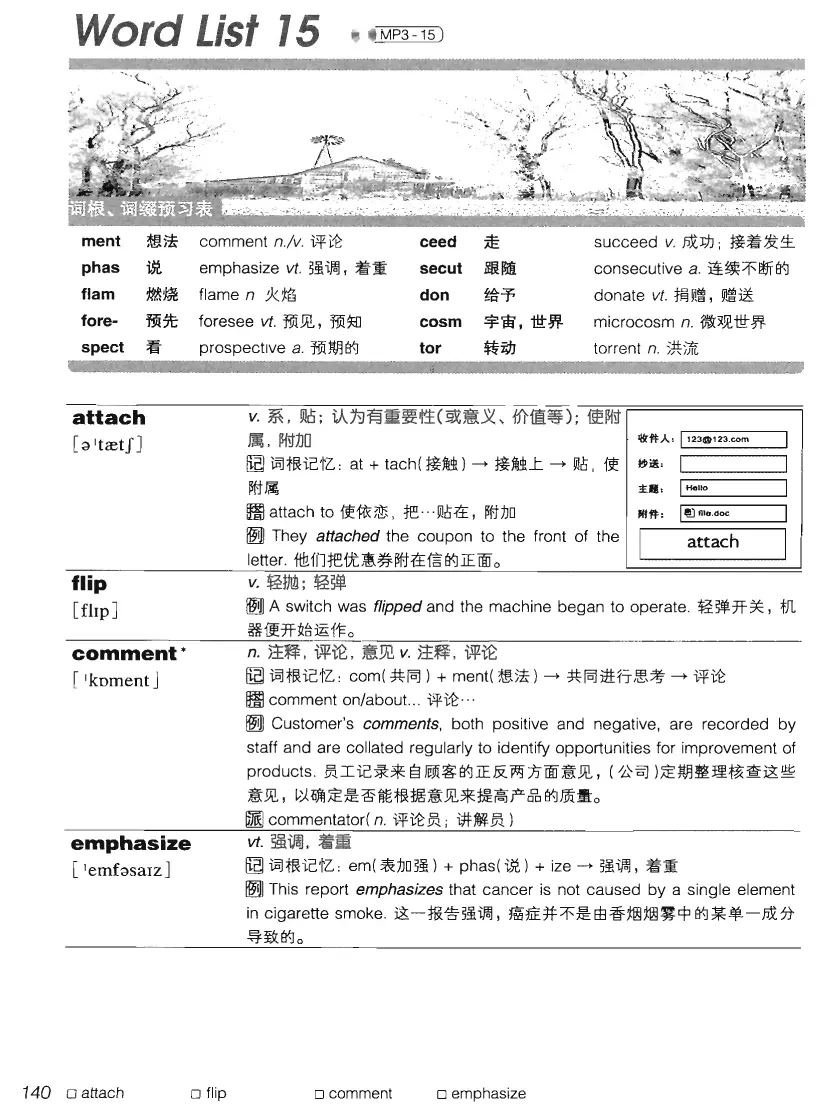 Word List 15 MP3-15
词根、词缀预习表
ment 想法 comment n./v. 评论 ceed 走 succeed v. 成功；接着发生
phas 说 emphasize vt. 强调，着重 secut 跟随 consecutive a. 连续不断的
flam 燃烧 flame n 火焰 don 给予 donate vt. 捐赠，赠送
fore- 预先 foresee vt. 预见，预知 cosm 宇宙，世界 microcosm n. 微观世界
spect 看 prospective a. 预期的 tor 转动 torrent n. 洪流
attach
[ə'tætʃ]
v. 系，贴；认为有重要性(或意义、价值等)；使附
属，附加
记 词根记忆：at + tach(接触) → 接触上 → 贴，使
附属
搭 attach to 使依恋，把…贴在，附加
例 They attached the coupon to the front of the
letter. 他们把优惠券附在信的正面。
收件人： 123@123.com
抄送：
主题： Hello
附件： file.doc
attach
flip
[flɪp]
v. 轻抛；轻弹
例 A switch was flipped and the machine began to operate. 轻弹开关，机
器便开始运作。
comment*
['kɒment]
n. 注释，评论，意见 v. 注释，评论
记 词根记忆：com(共同) + ment(想法) → 共同进行思考 → 评论
搭 comment on/about... 评论…
例 Customer's comments, both positive and negative, are recorded by
staff and are collated regularly to identify opportunities for improvement of
products. 员工记录来自顾客的正反两方面意见，(公司)定期整理核查这些
意见，以确定是否能根据意见来提高产品的质量。
派 commentator(n. 评论员；讲解员)
emphasize
['emfəsaɪz]
vt. 强调，着重
记 词根记忆：em(表加强) + phas(说) + ize → 强调，着重
例 This report emphasizes that cancer is not caused by a single element
in cigarette smoke. 这一报告强调，癌症并不是由香烟烟雾中的某单一成分
导致的。
140 □ attach □ flip □ comment □ emphasize